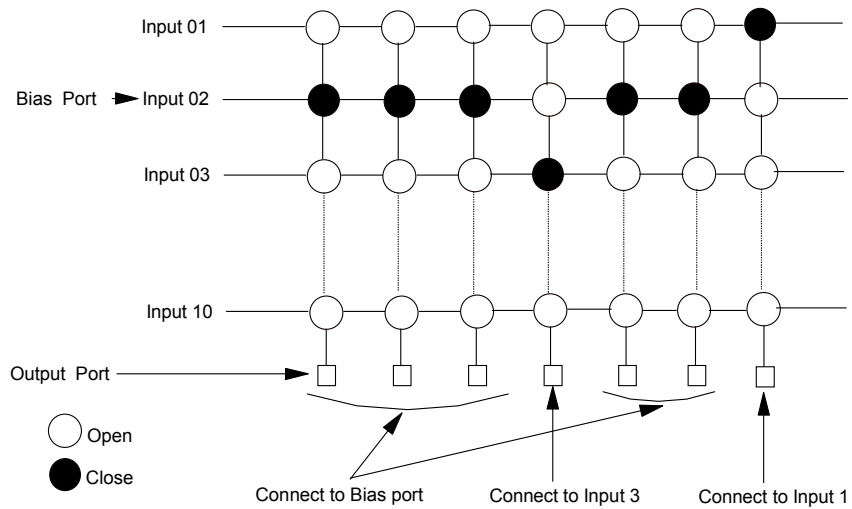 Input 01
Bias Port
Input 02
Input 03
Input 10
Output Port
Open
Close
Connect to Bias port
Connect to Input 3
Connect to Input 1